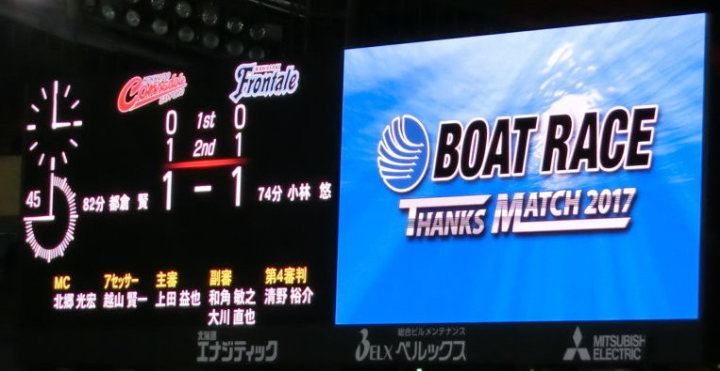 Consadole Frontale
0 1st 0
1 2nd 1
1 - 1
45
82分 都倉 賢
74分 小林 悠
MC アセッサー 主審 副審 第4審判
北郷 光宏 越山 賢一 上田 益也 和角 敏之 清野 裕介
大川 直也
BOAT RACE
THANKS MATCH 2017
北海道
エナジティック
総合ビルメンテナンス
BELX ベルックス
MITSUBISHI
ELECTRIC